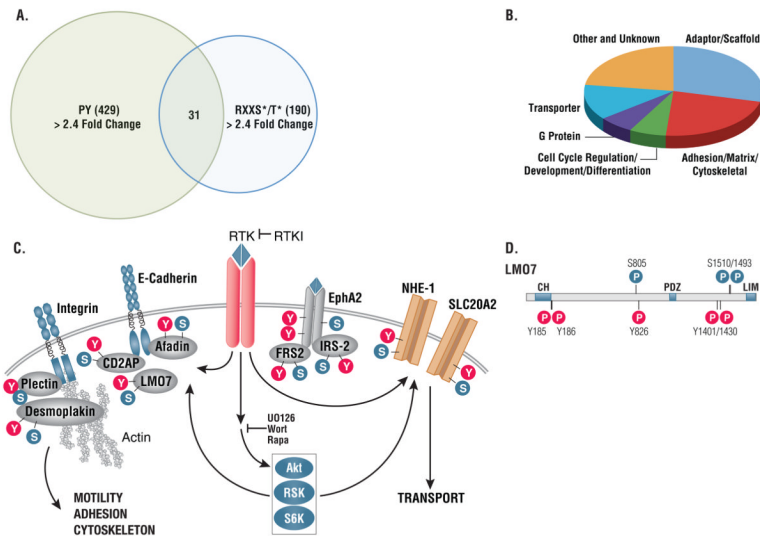 A.
PY (429)
> 2.4 Fold Change
31
RXXS*/T* (190)
> 2.4 Fold Change
B.
Other and Unknown
Adaptor/Scaffold
Transporter
G Protein
Cell Cycle Regulation/
Development/Differentiation
Adhesion/Matrix/
Cytoskeletal
C.
RTK
RTKI
E-Cadherin
Integrin
EphA2
NHE-1
SLC20A2
Y
S
Afadin
Y
S
CD2AP
Y
S
LMO7
Y
S
Plectin
Y
S
Desmoplakin
Y
S
Actin
Y
Y
S
FRS2
S
Y
IRS-2
S
Y
Y
S
Y
S
UO126
Wort
Rapa
Akt
RSK
S6K
MOTILITY
ADHESION
CYTOSKELETON
TRANSPORT
D.
LMO7
S805
S1510/1493
P
P
P
CH
PDZ
LIM
P
P
P
P
P
Y185
Y186
Y826
Y1401/1430